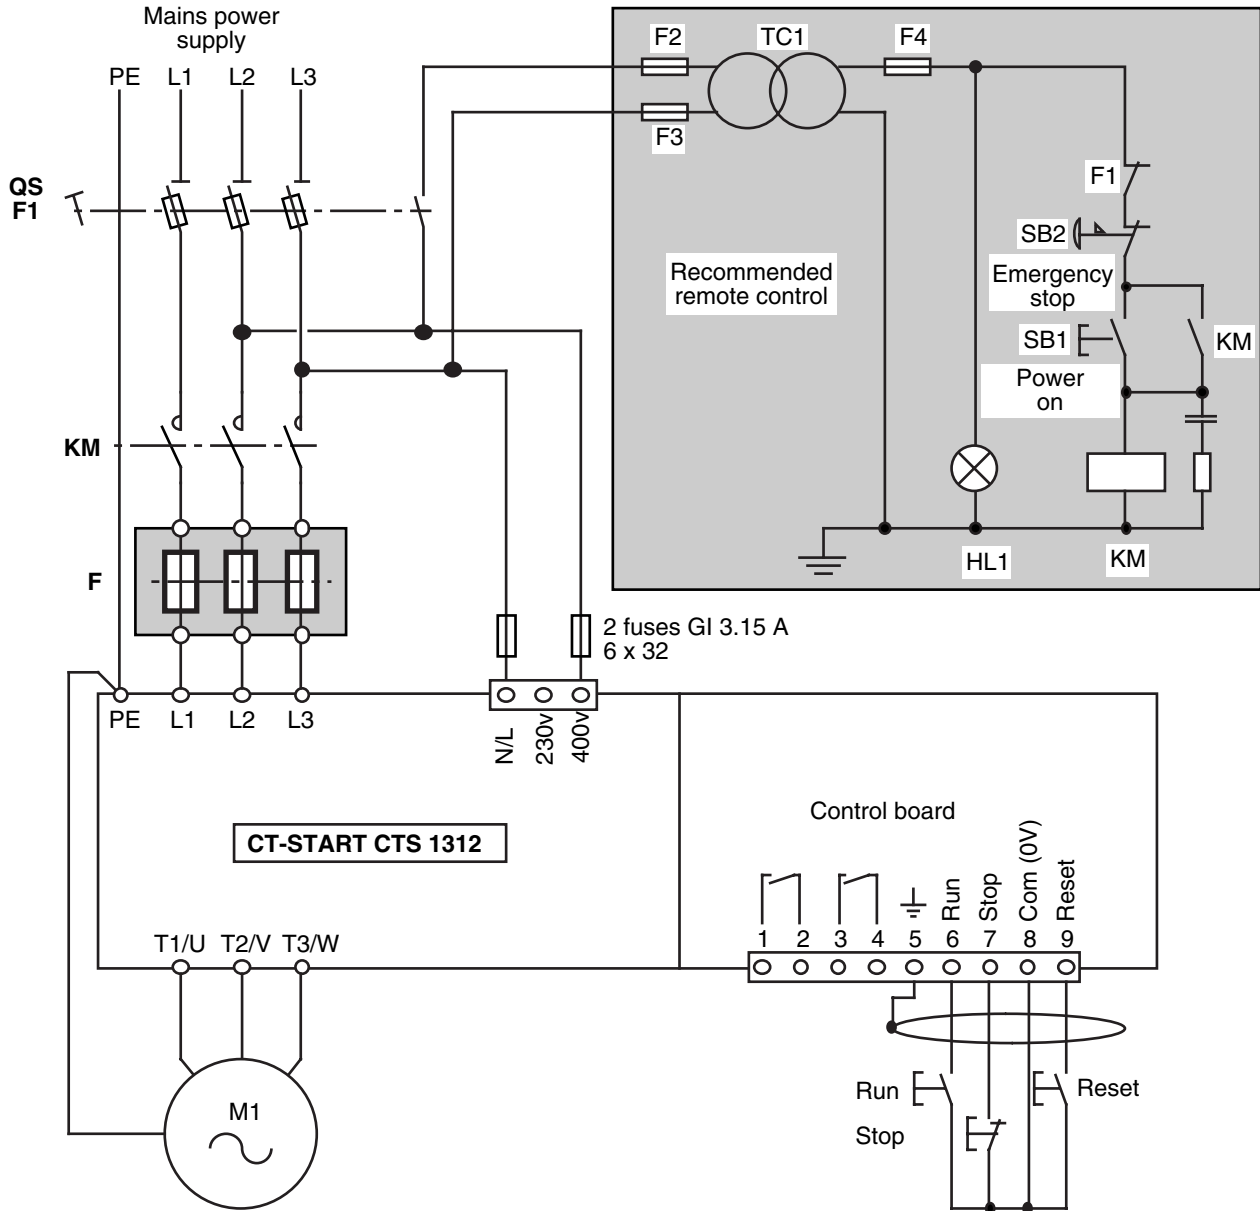 Mains power
supply
PE L1 L2 L3
QS
F1
KM
F
F2 TC1 F4
F3
F1
SB2
Emergency
stop
Recommended
remote control
SB1
KM
Power
on
HL1
KM
2 fuses GI 3.15 A
6 x 32
PE L1 L2 L3
N/L
230v
400v
CT-START CTS 1312
Control board
Run
Stop
Com (0V)
Reset
1 2 3 4 5 6 7 8 9
T1/U T2/V T3/W
M1
Run
Reset
Stop